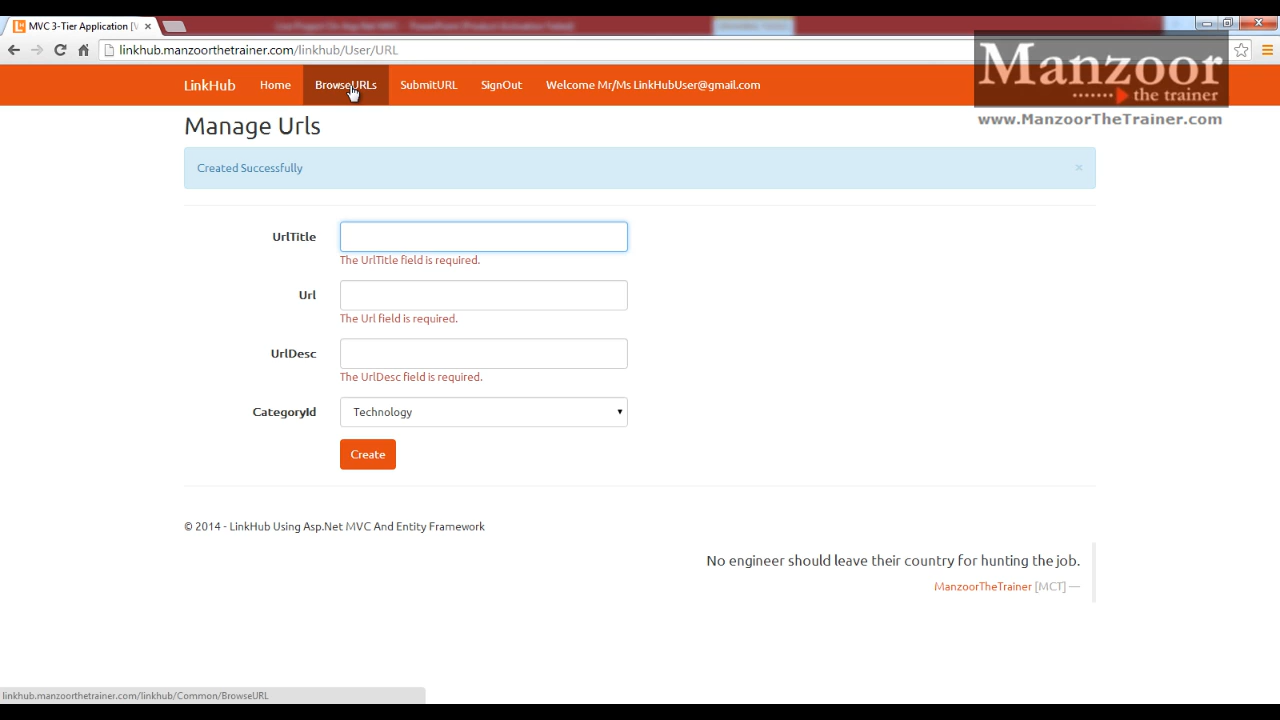 MVC 3-Tier Application [V
linkhub.manzoorthetrainer.com/linkhub/User/URL
LinkHub Home BrowseURLs SubmitURL SignOut Welcome Mr/Ms LinkHubUser@gmail.com
Manzoor
the trainer
www.ManzoorTheTrainer.com
Manage Urls
Created Successfully ×
UrlTitle
The UrlTitle field is required.
Url
The Url field is required.
UrlDesc
The UrlDesc field is required.
CategoryId Technology
Create
© 2014 - LinkHub Using Asp.Net MVC And Entity Framework
No engineer should leave their country for hunting the job.
ManzoorTheTrainer [MCT] —
linkhub.manzoorthetrainer.com/linkhub/Common/BrowseURL